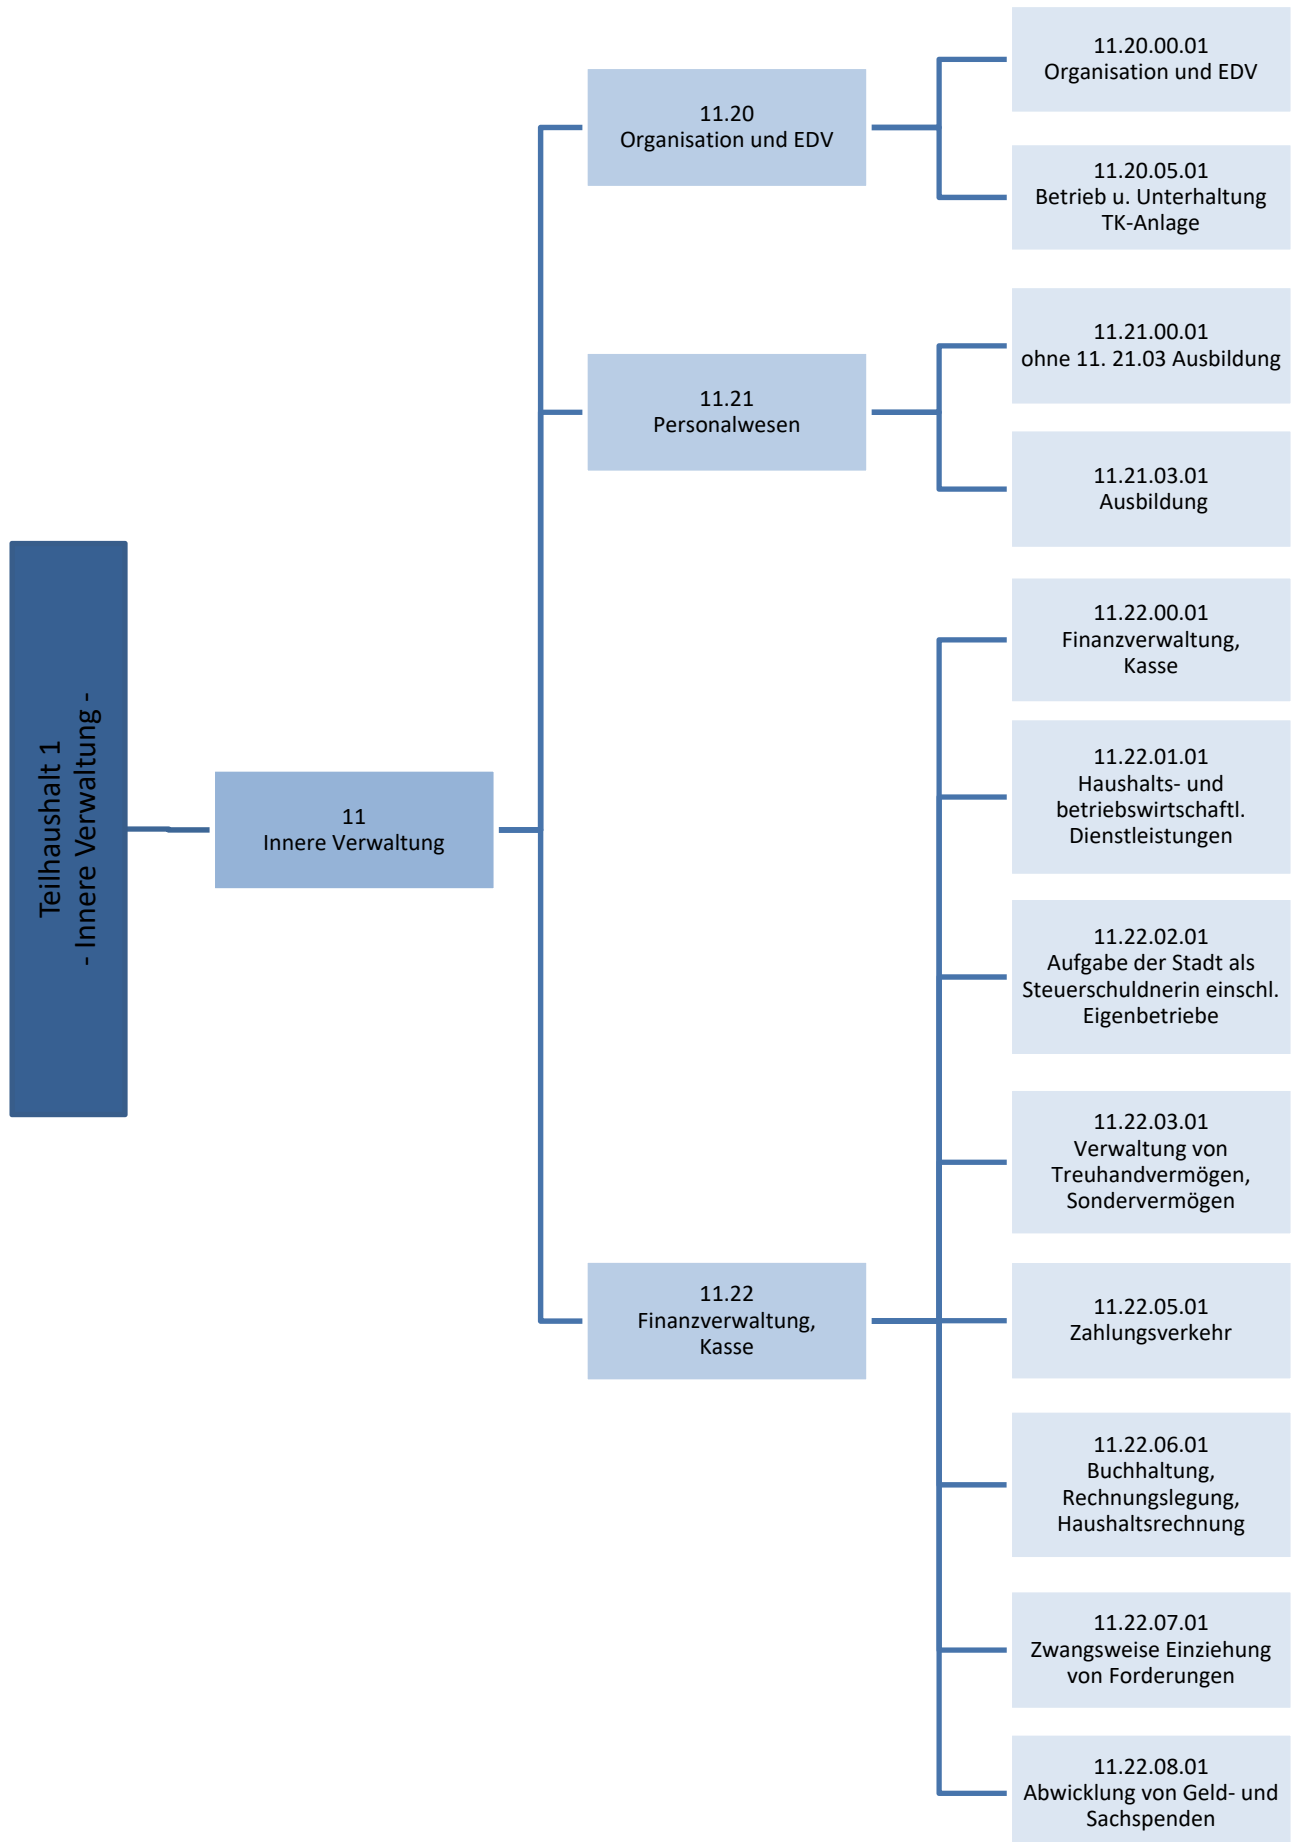 Teilhaushalt 1
- Innere Verwaltung -
11
Innere Verwaltung
11.20
Organisation und EDV
11.20.00.01
Organisation und EDV
11.20.05.01
Betrieb u. Unterhaltung
TK-Anlage
11.21
Personalwesen
11.21.00.01
ohne 11. 21.03 Ausbildung
11.21.03.01
Ausbildung
11.22
Finanzverwaltung,
Kasse
11.22.00.01
Finanzverwaltung,
Kasse
11.22.01.01
Haushalts- und
betriebswirtschaftl.
Dienstleistungen
11.22.02.01
Aufgabe der Stadt als
Steuerschuldnerin einschl.
Eigenbetriebe
11.22.03.01
Verwaltung von
Treuhandvermögen,
Sondervermögen
11.22.05.01
Zahlungsverkehr
11.22.06.01
Buchhaltung,
Rechnungslegung,
Haushaltsrechnung
11.22.07.01
Zwangsweise Einziehung
von Forderungen
11.22.08.01
Abwicklung von Geld- und
Sachspenden